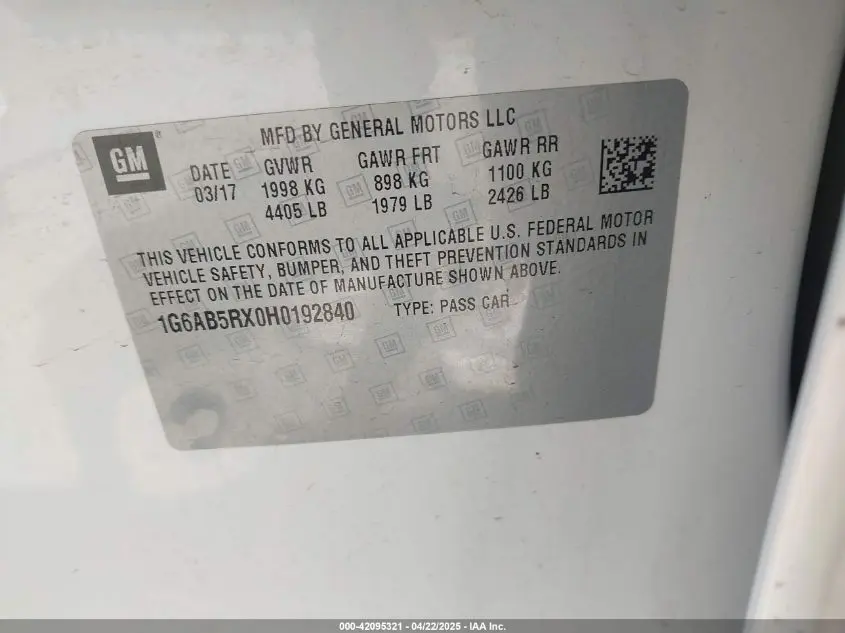 GM
MFD BY GENERAL MOTORS LLC
DATE GVWR GAWR FRT GAWR RR
03/17 1998 KG 898 KG 1100 KG
4405 LB 1979 LB 2426 LB
THIS VEHICLE CONFORMS TO ALL APPLICABLE U.S. FEDERAL MOTOR
VEHICLE SAFETY, BUMPER, AND THEFT PREVENTION STANDARDS IN
EFFECT ON THE DATE OF MANUFACTURE SHOWN ABOVE.
1G6AB5RX0H0192840 TYPE: PASS CAR
000-42095321 | 04/22/2025 - IAA Inc.